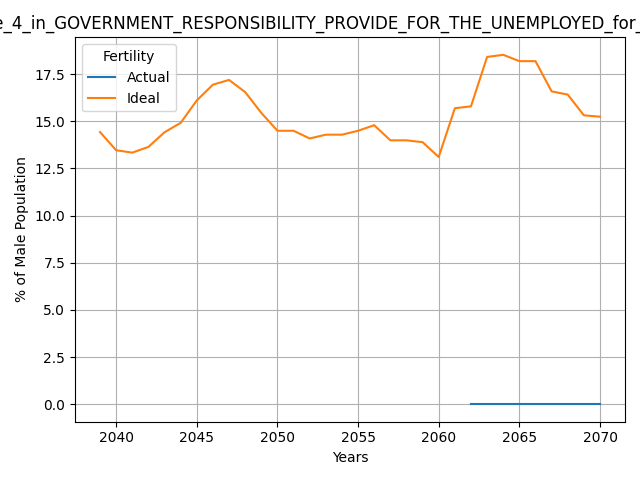 e_4_in_GOVERNMENT_RESPONSIBILITY_PROVIDE_FOR_THE_UNEMPLOYED_for_
Fertility
Actual
Ideal
17.5
15.0
12.5
10.0
7.5
5.0
2.5
0.0
% of Male Population
2040 2045 2050 2055 2060 2065 2070
Years